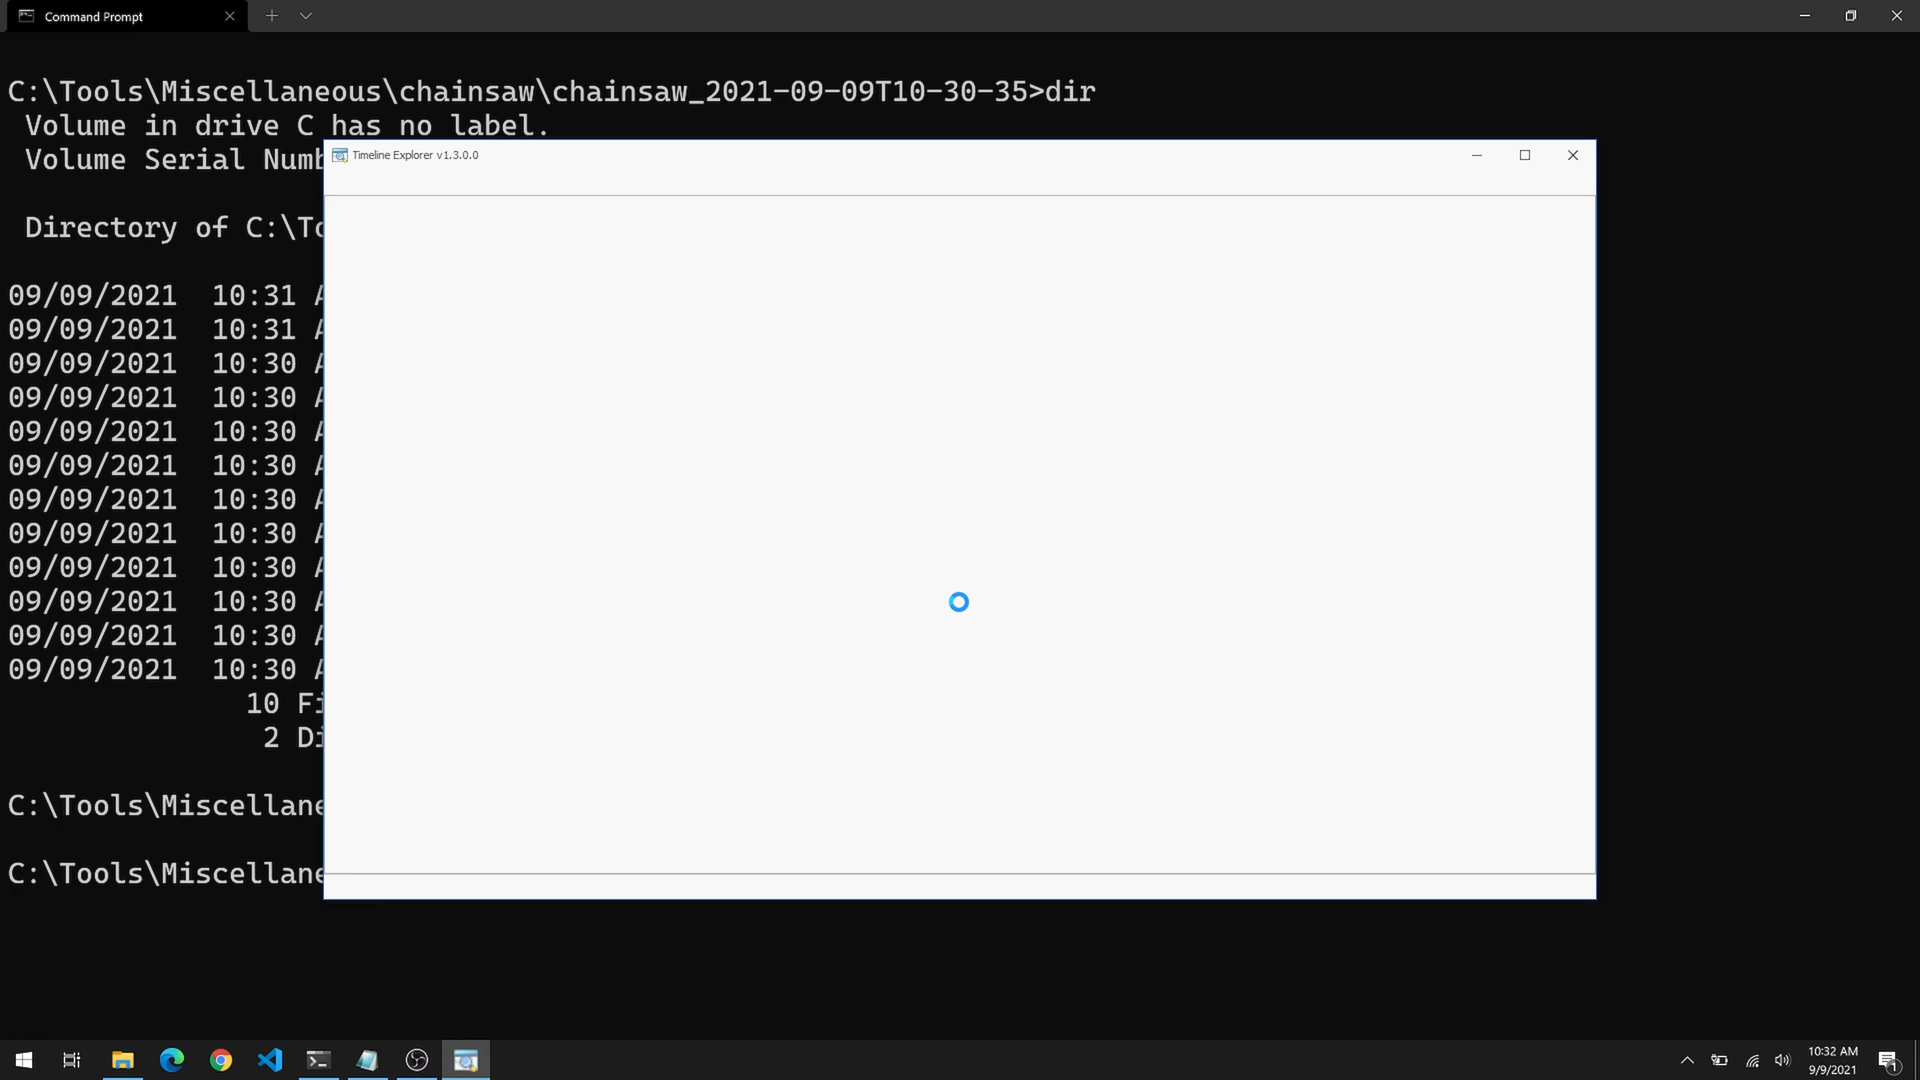 Command Prompt
C:\Tools\Miscellaneous\chainsaw\chainsaw_2021-09-09T10-30-35>dir
Volume in drive C has no label.
Volume Serial
Timeline Explorer v1.3.0.0
Directory of
09/09/2021 10:31
09/09/2021 10:31
09/09/2021 10:30
09/09/2021 10:30
09/09/2021 10:30
09/09/2021 10:30
09/09/2021 10:30
09/09/2021 10:30
09/09/2021 10:30
09/09/2021 10:30
09/09/2021 10:30
09/09/2021 10:30
10
2
C:\Tools\Miscellane
C:\Tools\Miscellane
10:32 AM
9/9/2021
1